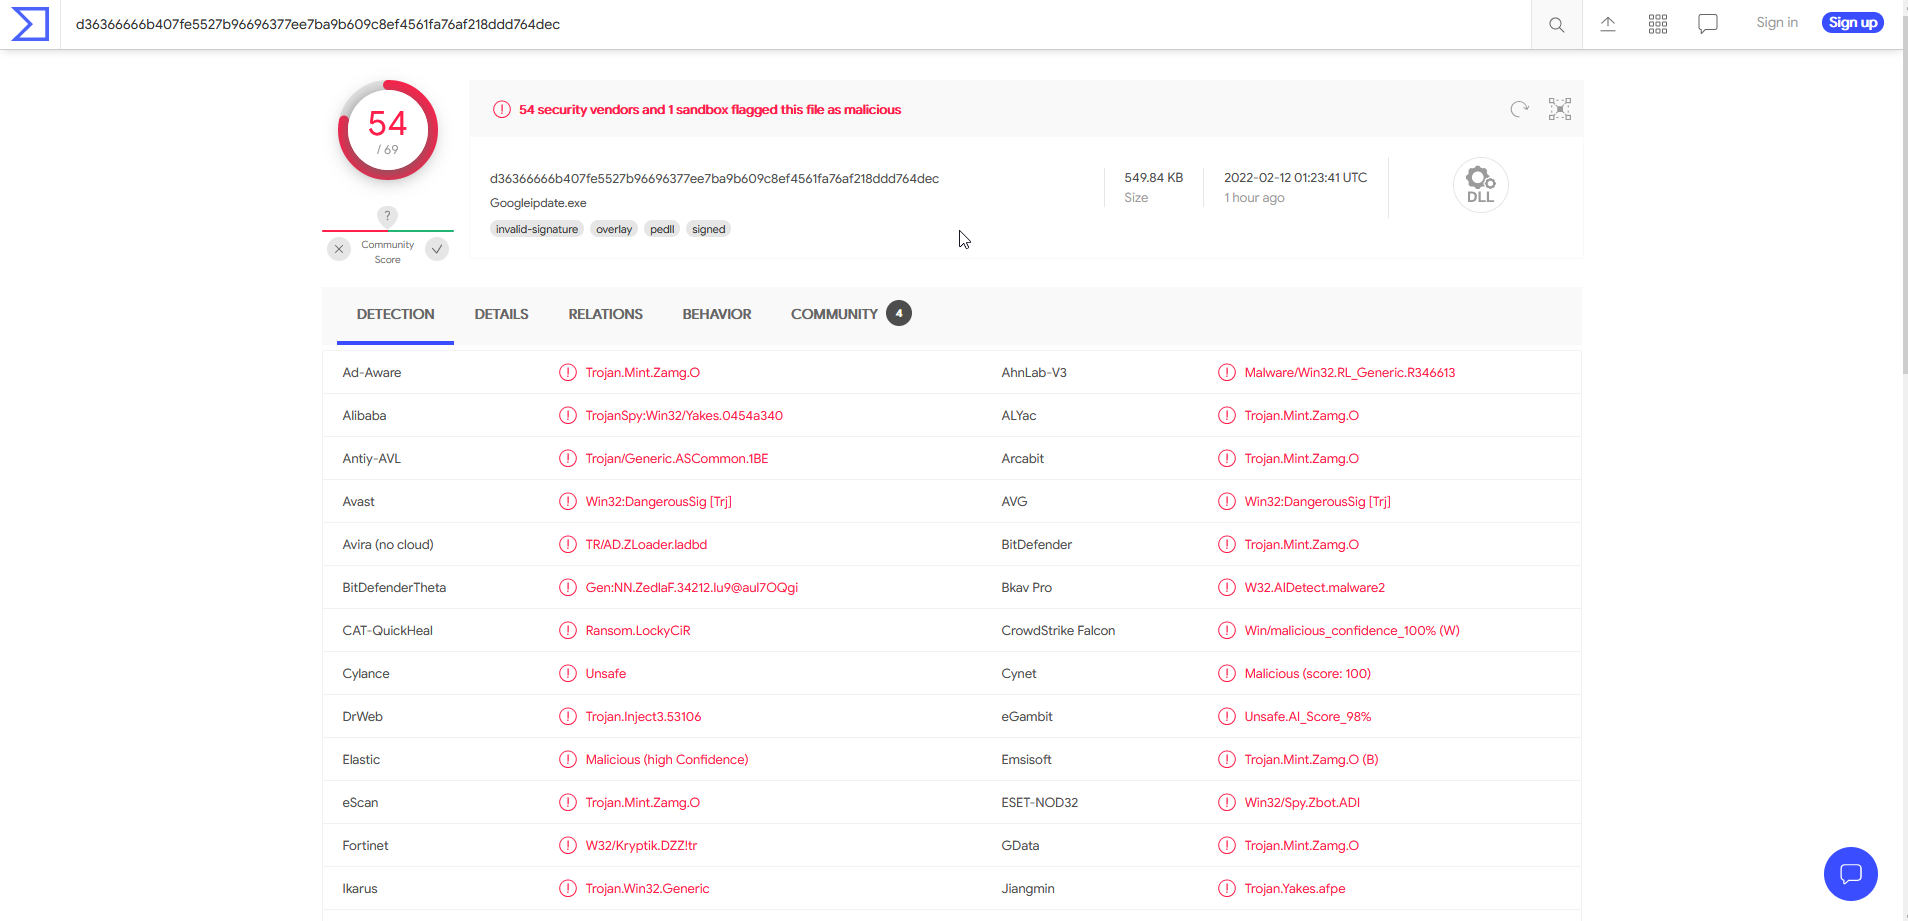 d36366666b407fe5527b96696377ee7ba9b609c8ef4561fa76af218ddd764dec
Sign in
Sign up
54
/ 69
54 security vendors and 1 sandbox flagged this file as malicious
d36366666b407fe5527b96696377ee7ba9b609c8ef4561fa76af218ddd764dec
Googleipdate.exe
invalid-signature overlay pedll signed
549.84 KB
Size
2022-02-12 01:23:41 UTC
1 hour ago
DLL
?
Community
Score
DETECTION DETAILS RELATIONS BEHAVIOR COMMUNITY 4
Ad-Aware Trojan.Mint.Zamg.O AhnLab-V3 Malware/Win32.RL_Generic.R346613
Alibaba TrojanSpy:Win32/Yakes.0454a340 ALYac Trojan.Mint.Zamg.O
Antiy-AVL Trojan/Generic.ASCommon.1BE Arcabit Trojan.Mint.Zamg.O
Avast Win32:DangerousSig [Trj] AVG Win32:DangerousSig [Trj]
Avira (no cloud) TR/AD.ZLoader.ladbd BitDefender Trojan.Mint.Zamg.O
BitDefenderTheta Gen:NN.ZedlaF.34212.Iu9@aul7OQgi Bkav Pro W32.AIDetect.malware2
CAT-QuickHeal Ransom.LockyCiR CrowdStrike Falcon Win/malicious_confidence_100% (W)
Cylance Unsafe Cynet Malicious (score: 100)
DrWeb Trojan.Inject3.53106 eGambit Unsafe.AI_Score_98%
Elastic Malicious (high Confidence) Emsisoft Trojan.Mint.Zamg.O (B)
eScan Trojan.Mint.Zamg.O ESET-NOD32 Win32/Spy.Zbot.ADI
Fortinet W32/Kryptik.DZZ!tr GData Trojan.Mint.Zamg.O
Ikarus Trojan.Win32.Generic Jiangmin Trojan.Yakes.afpe